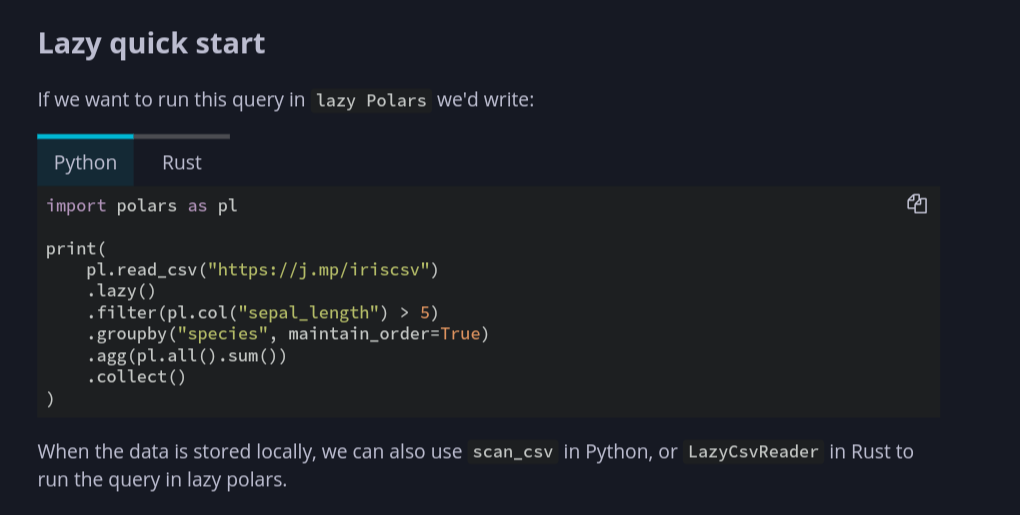 Lazy quick start
If we want to run this query in lazy Polars we'd write:
Python Rust
import polars as pl
print(
    pl.read_csv("https://j.mp/iriscsv")
    .lazy()
    .filter(pl.col("sepal_length") > 5)
    .groupby("species", maintain_order=True)
    .agg(pl.all().sum())
    .collect()
)
When the data is stored locally, we can also use scan_csv in Python, or LazyCsvReader in Rust to
run the query in lazy polars.